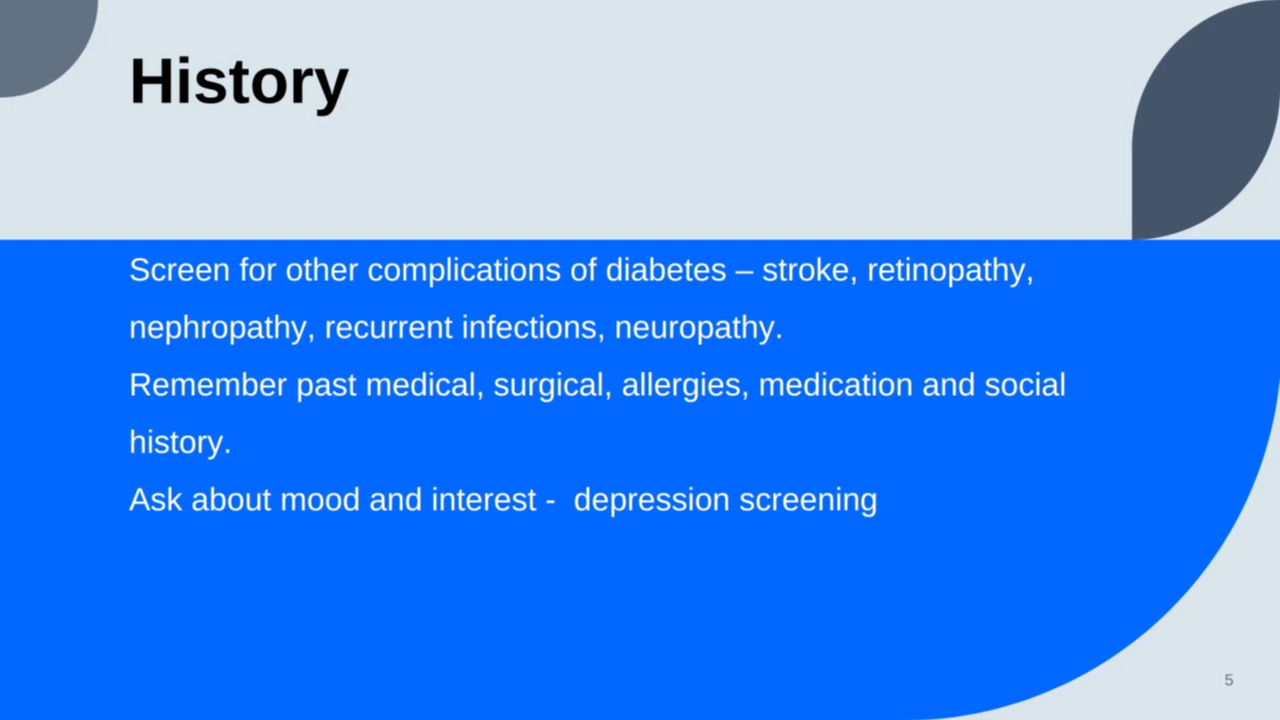 History
Screen for other complications of diabetes – stroke, retinopathy,
nephropathy, recurrent infections, neuropathy.
Remember past medical, surgical, allergies, medication and social
history.
Ask about mood and interest -  depression screening
5